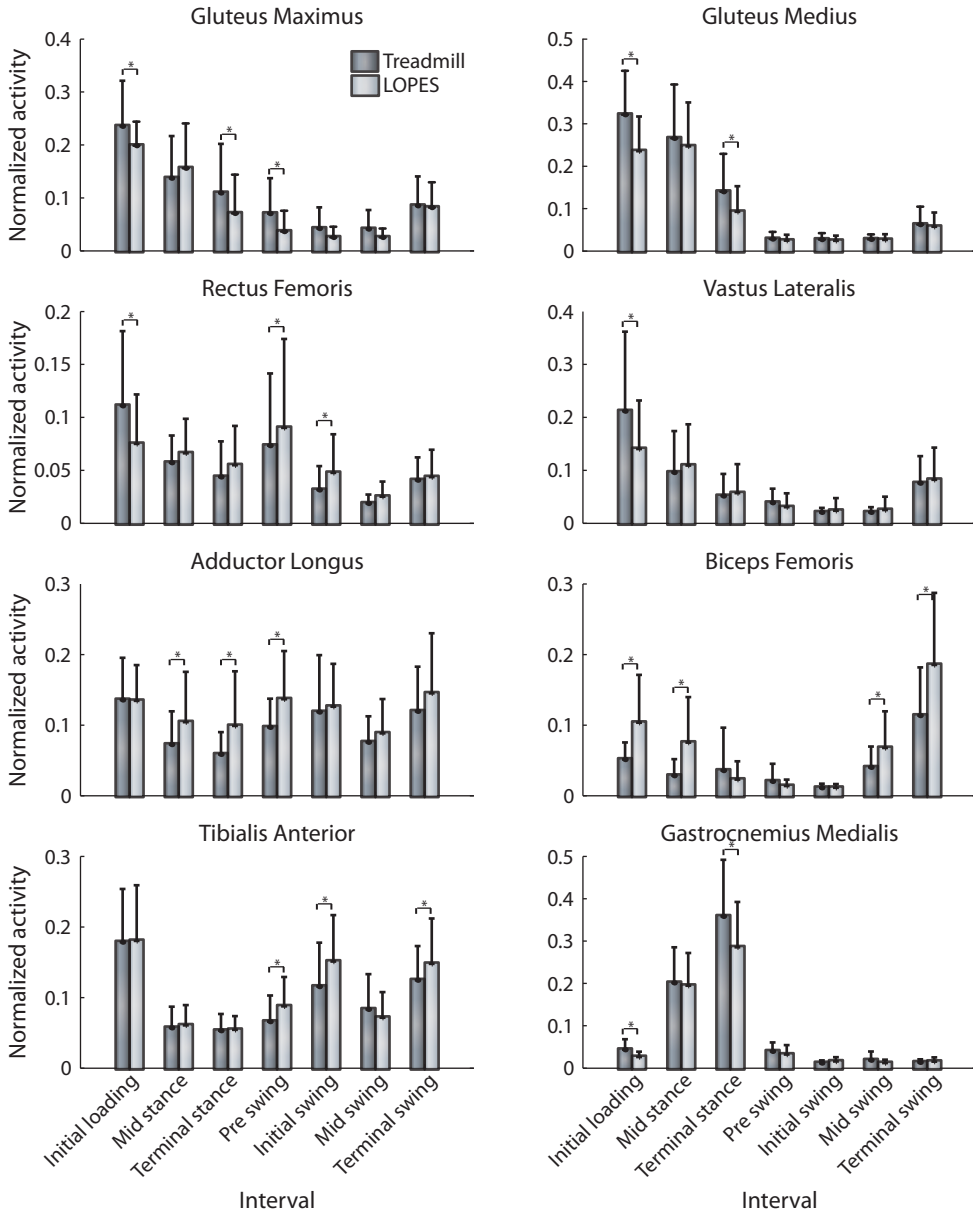 Gluteus Maximus
Normalized activity
0.4
0.3
0.2
0.1
0
*
*
*
Treadmill
LOPES
Gluteus Medius
0.5
0.4
0.3
0.2
0.1
0
*
*
Rectus Femoris
Normalized activity
0.2
0.15
0.1
0.05
0
*
*
*
Vastus Lateralis
0.4
0.3
0.2
0.1
0
*
Adductor Longus
Normalized activity
0.3
0.2
0.1
0
*
*
*
Biceps Femoris
0.3
0.2
0.1
0
*
*
*
*
Tibialis Anterior
Normalized activity
0.3
0.2
0.1
0
*
*
*
Initial loading
Mid stance
Terminal stance
Pre swing
Initial swing
Mid swing
Terminal swing
Interval
Gastrocnemius Medialis
0.5
0.4
0.3
0.2
0.1
0
*
*
Initial loading
Mid stance
Terminal stance
Pre swing
Initial swing
Mid swing
Terminal swing
Interval